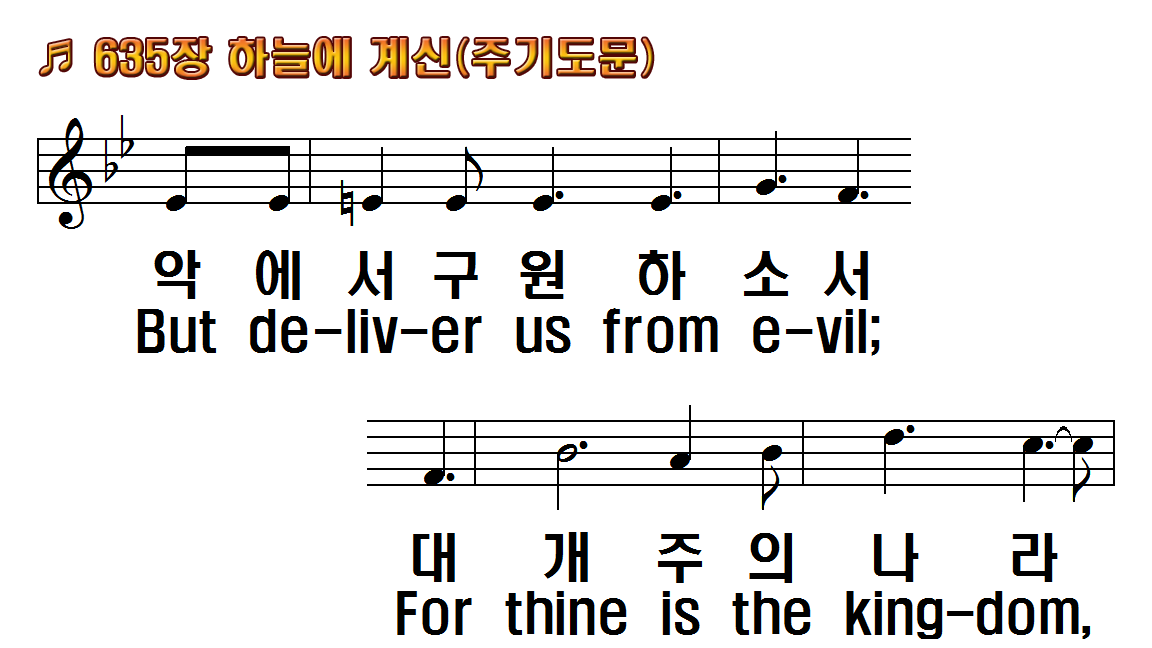 635장 하늘에 계신(주기도문)
악 에 서 구 원 하 소 서
But de-liv-er us from e-vil;
대 개 주 의 나 라
For thine is the king-dom,